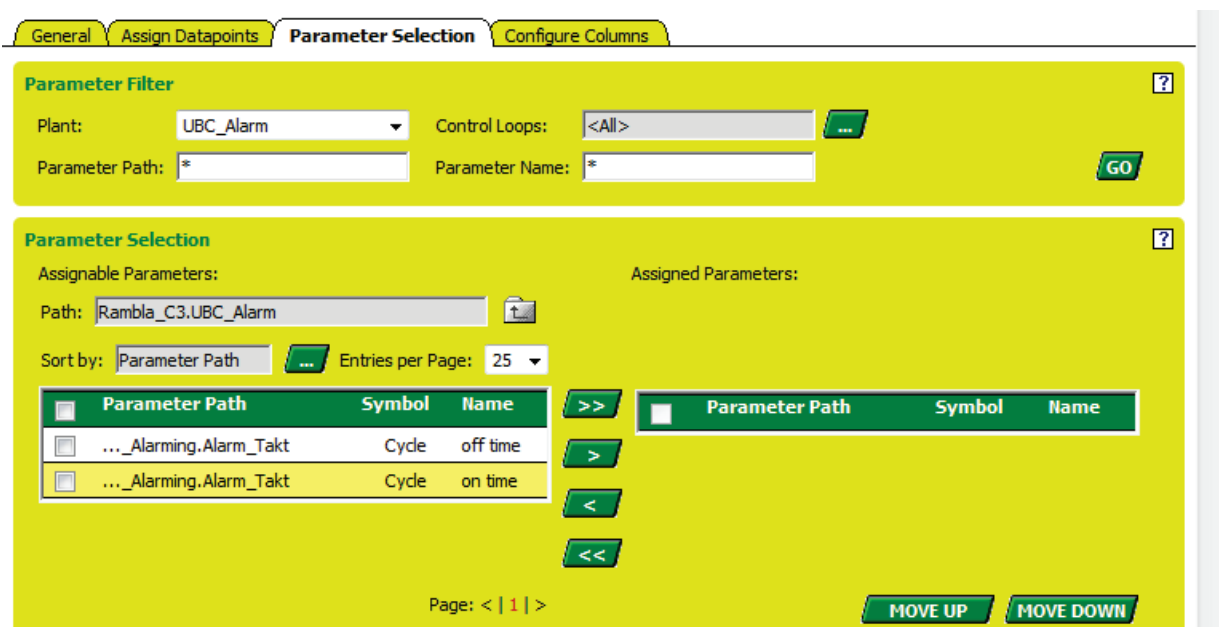 General Assign Datapoints Parameter Selection Configure Columns
Parameter Filter ?
Plant: UBC_Alarm Control Loops: <All> ...
Parameter Path: * Parameter Name: * GO
Parameter Selection ?
Assignable Parameters: Assigned Parameters:
Path: Rambla_C3.UBC_Alarm
Sort by: Parameter Path ... Entries per Page: 25
Parameter Path Symbol Name >> Parameter Path Symbol Name
..._Alarming.Alarm_Takt Cycle off time >
..._Alarming.Alarm_Takt Cycle on time
<
<<
Page: < | 1 | >
MOVE UP MOVE DOWN